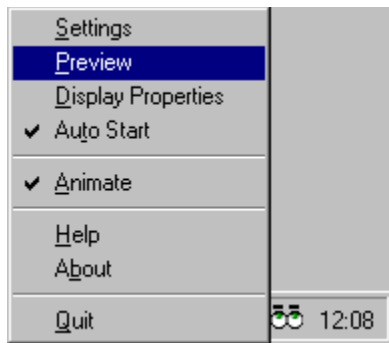 Settings
Preview
Display Properties
Auto Start
Animate
Help
About
Quit
12:08